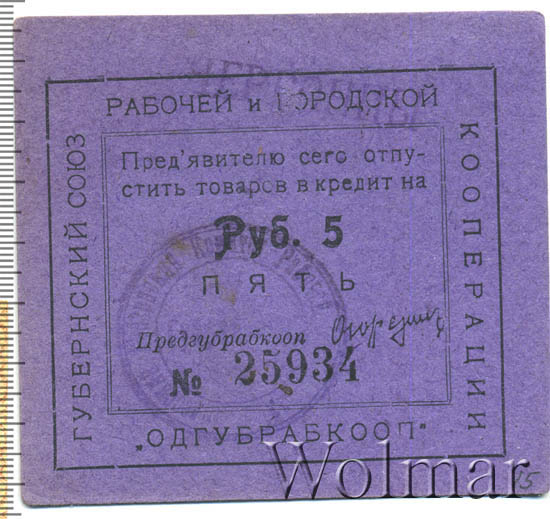 ГУБЕРНСКИЙ СОЮЗ
РАБОЧЕЙ и ГОРОДСКОЙ
КООПЕРАЦИИ
Пред'явителю сего отпу-
стить товаров в кредит на
Руб. 5
ПЯТЬ
Предгубрабкооп
№ 25934
„ОДГУБРАБКООП"
Wolmar
15